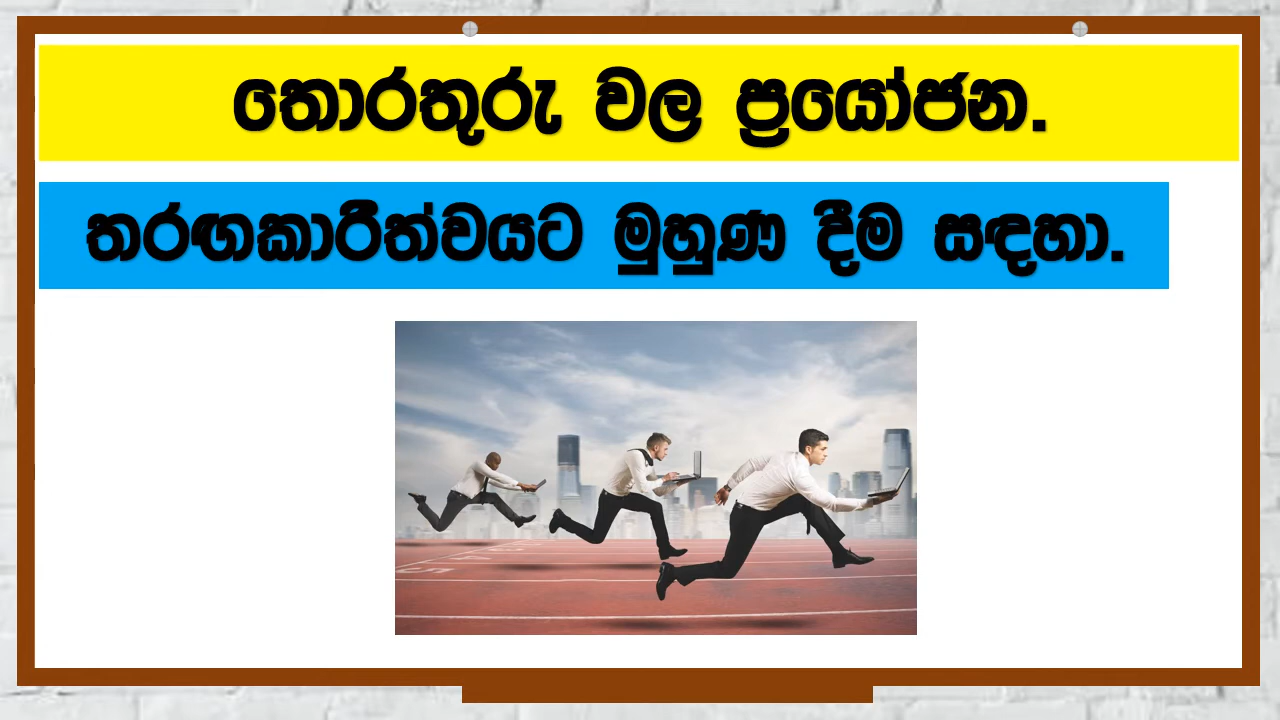 තොරතුරු වල ප්‍රයෝජන.
තරඟකාරීත්වයට මුහුණ දීම සඳහා.